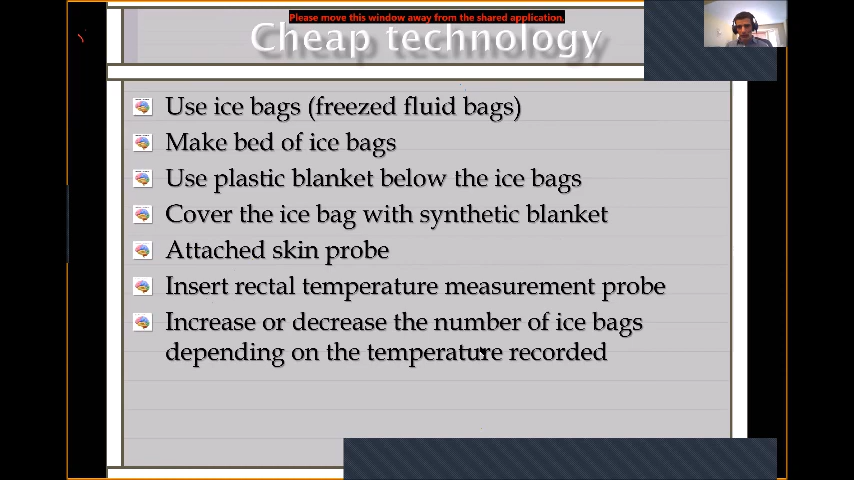 Please move this window away from the shared application.
Cheap technology
Use ice bags (freezed fluid bags)
Make bed of ice bags
Use plastic blanket below the ice bags
Cover the ice bag with synthetic blanket
Attached skin probe
Insert rectal temperature measurement probe
Increase or decrease the number of ice bags
depending on the temperature recorded